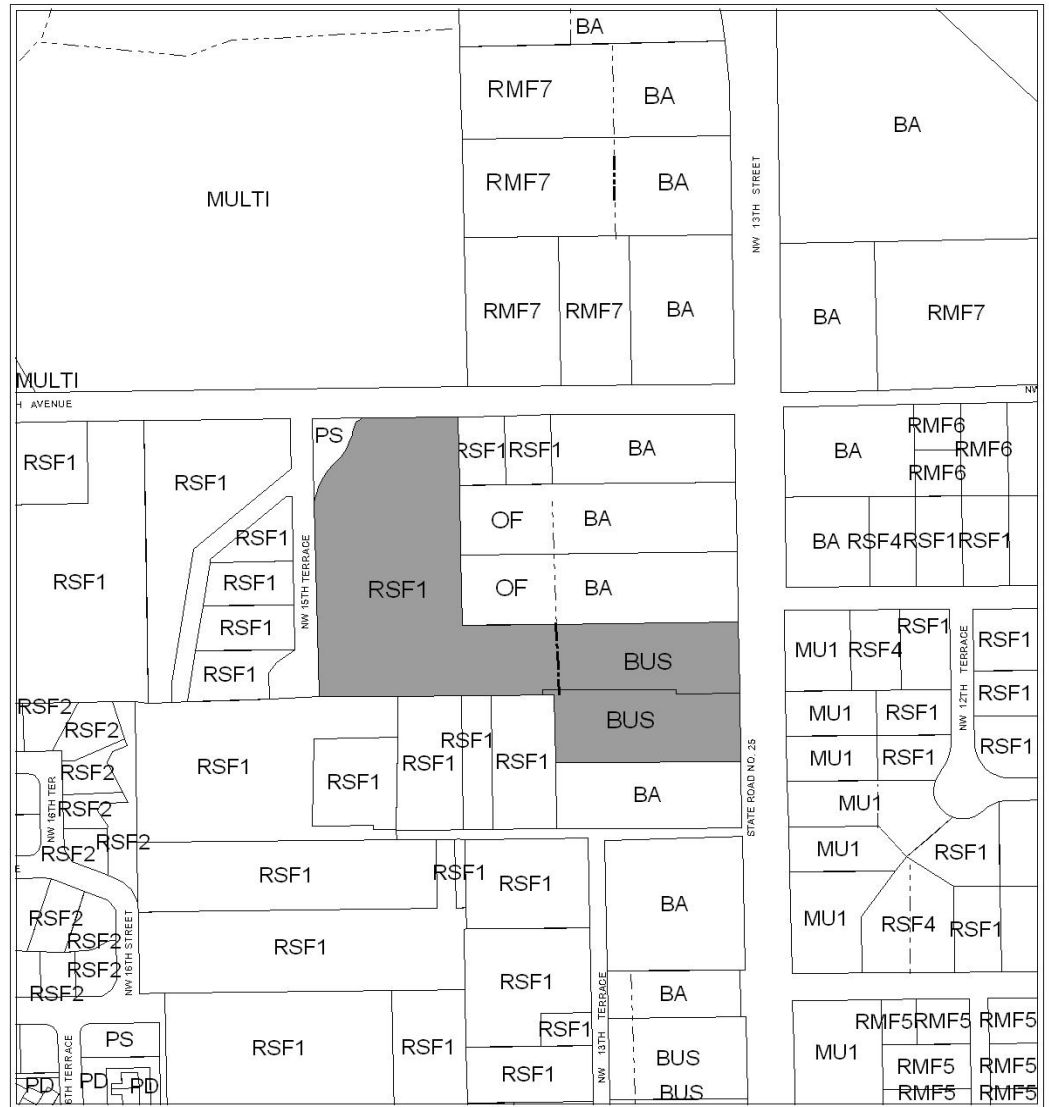 BA
RMF7
BA
BA
MULTI
RMF7
BA
NW 13TH STREET
RMF7
RMF7
BA
BA
RMF7
MULTI
H AVENUE
NW
RSF1
RSF1
PS
RSF1
RSF1
BA
BA
RMF6
RMF6
RMF6
OF
BA
RSF1
RSF1
RSF1
NW 15TH TERRACE
RSF1
BA
RSF4
RSF1
RSF1
RSF1
OF
BA
RSF1
RSF1
BUS
MU1
RSF4
RSF1
NW 12TH TERRACE
RSF1
RSF2
RSF2
BUS
MU1
RSF1
RSF1
RSF1
RSF1
RSF1
RSF1
RSF1
RSF2
NW 16TH TER
STATE ROAD NO. 25
MU1
RSF1
RSF1
RSF2
BA
MU1
RSF2
RSF2
E
MU1
RSF1
RSF1
RSF1
RSF1
BA
RSF2
RSF2
MU1
RSF4
RSF1
RSF1
RSF2
RSF2
NW 16TH STREET
RSF1
NW 13TH TERRACE
BA
RSF1
RSF1
RSF1
PS
6TH TERRACE
PD
PD
PD
RSF1
BUS
BUS
MU1
RMF5
RMF5
RMF5
RMF5
RMF5
RMF5
RMF5